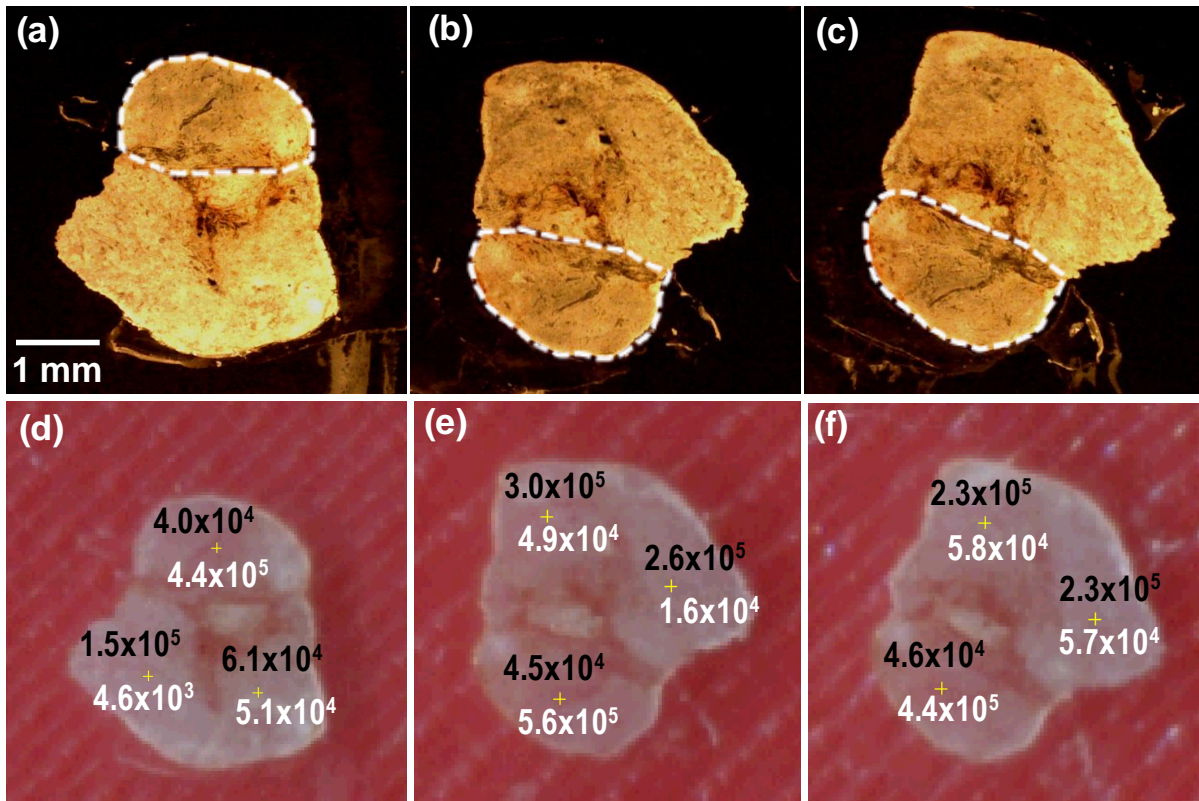 (a)
(b)
(c)
1 mm
(d)
4.0x10⁴
4.4x10⁵
1.5x10⁵
4.6x10³
6.1x10⁴
5.1x10⁴
(e)
3.0x10⁵
4.9x10⁴
2.6x10⁵
1.6x10⁴
4.5x10⁴
5.6x10⁵
(f)
2.3x10⁵
5.8x10⁴
2.3x10⁵
5.7x10⁴
4.6x10⁴
4.4x10⁵